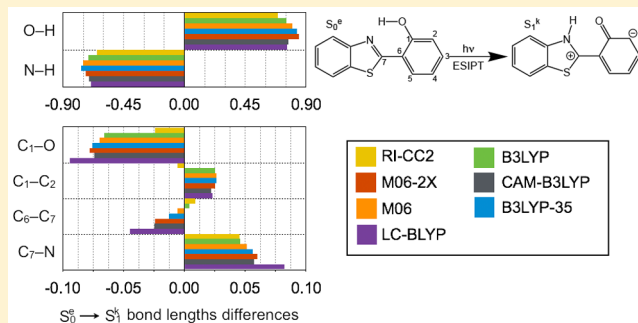 O–H
N–H
-0.90 -0.45 0.00 0.45 0.90
C₁–O
C₁–C₂
C₆–C₇
C₇–N
-0.10 -0.05 0.00 0.05 0.10
S₀ᵉ → S₁ᵏ bond lengths differences
S₀ᵉ
H
O
N
S
1
2
3
4
5
6
7
hν
ESIPT
S₁ᵏ
H
N
O
S
⊕
⊖
RI-CC2
M06-2X
M06
LC-BLYP
B3LYP
CAM-B3LYP
B3LYP-35